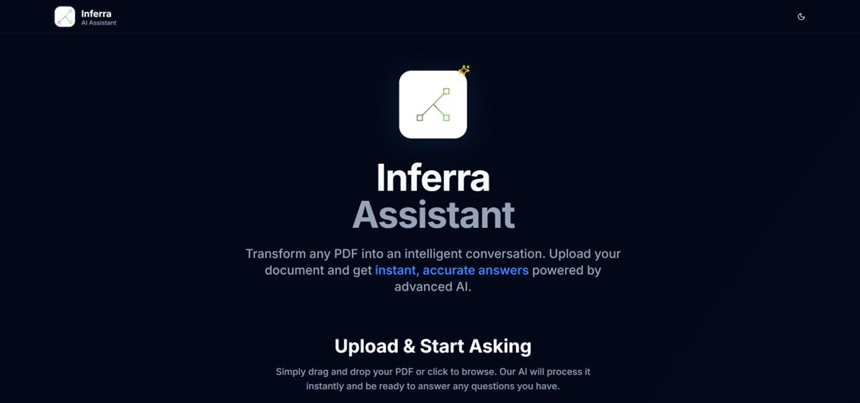 Inferra
AI Assistant
Inferra
Assistant
Transform any PDF into an intelligent conversation. Upload your
document and get instant, accurate answers powered by
advanced AI.
Upload & Start Asking
Simply drag and drop your PDF or click to browse. Our AI will process it
instantly and be ready to answer any questions you have.